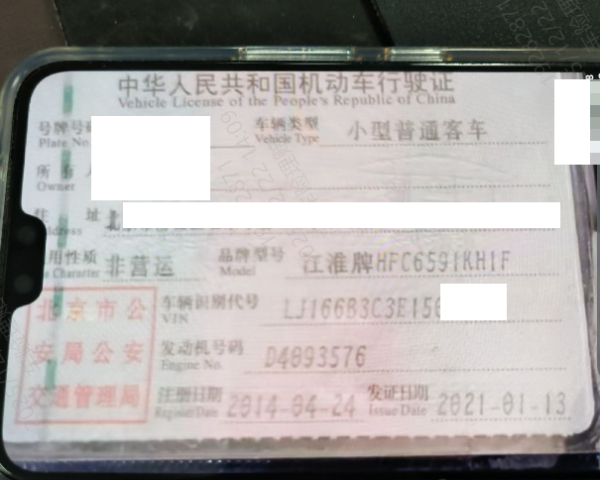 中华人民共和国机动车行驶证
Vehicle License of the People's Republic of China
号牌号
Plate No
车辆类型
Vehicle Type
小型普通客车
所
Owner
住 址
Address
用性质
Character
非营运
品牌型号
Model
江淮牌HFC6591KH1F
北京市公
安局公安
交通管理局
车辆识别代号
VIN
LJ166B3C3E156
发动机号码
Engine No.
D4093576
注册日期
Register Date
2014-04-24
发证日期
Issue Date
2021-01-13